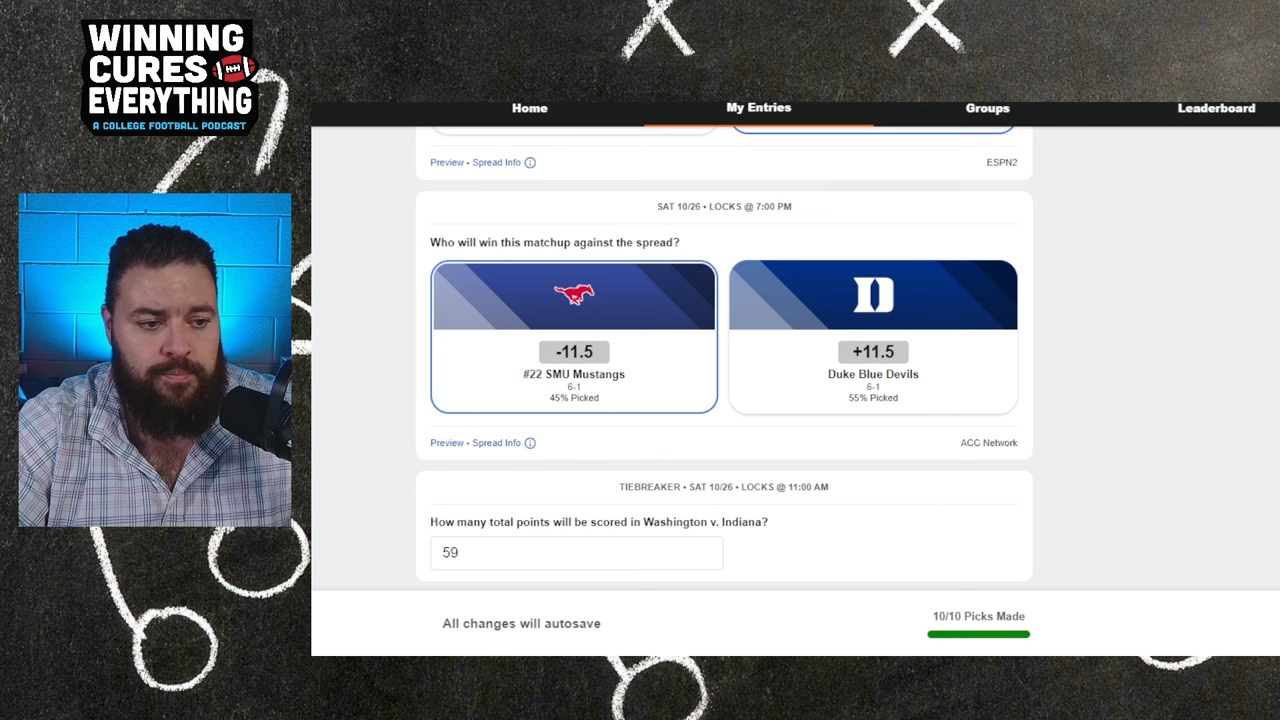 WINNING
CURES
EVERYTHING
A COLLEGE FOOTBALL PODCAST
Home My Entries Groups Leaderboard
Preview • Spread Info ESPN2
SAT 10/26 • LOCKS @ 7:00 PM
Who will win this matchup against the spread?
D
-11.5 +11.5
#22 SMU Mustangs Duke Blue Devils
6-1 6-1
45% Picked 55% Picked
Preview • Spread Info ACC Network
TIEBREAKER • SAT 10/26 • LOCKS @ 11:00 AM
How many total points will be scored in Washington v. Indiana?
59
All changes will autosave 10/10 Picks Made